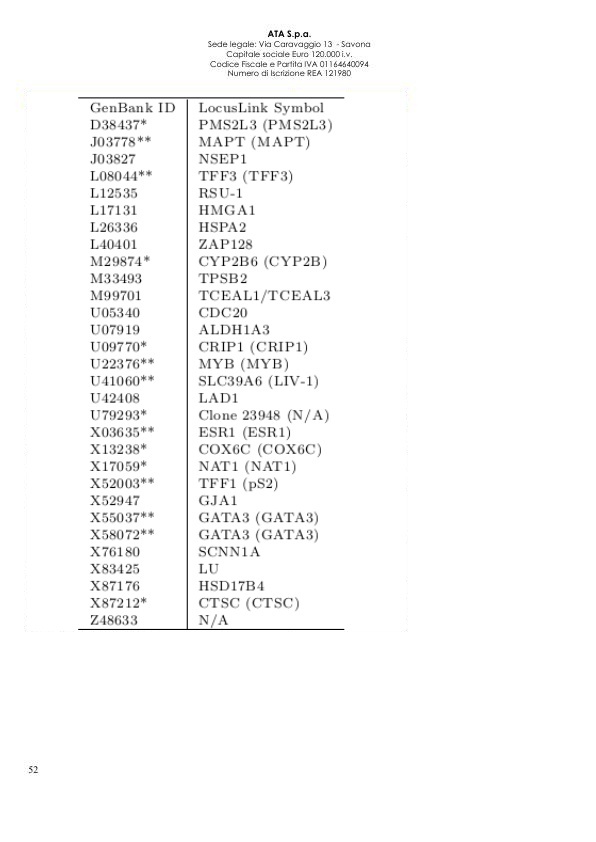 ATA S.p.a.
Sede legale: Via Caravaggio 13 - Savona
Capitale sociale Euro 120.000 i.v.
Codice Fiscale e Partita IVA 01164640094
Numero di Iscrizione REA 121980
GenBank ID LocusLink Symbol
D38437* PMS2L3 (PMS2L3)
J03778** MAPT (MAPT)
J03827 NSEP1
L08044** TFF3 (TFF3)
L12535 RSU-1
L17131 HMGA1
L26336 HSPA2
L40401 ZAP128
M29874* CYP2B6 (CYP2B)
M33493 TPSB2
M99701 TCEAL1/TCEAL3
U05340 CDC20
U07919 ALDH1A3
U09770* CRIP1 (CRIP1)
U22376** MYB (MYB)
U41060** SLC39A6 (LIV-1)
U42408 LAD1
U79293* Clone 23948 (N/A)
X03635** ESR1 (ESR1)
X13238* COX6C (COX6C)
X17059* NAT1 (NAT1)
X52003** TFF1 (pS2)
X52947 GJA1
X55037** GATA3 (GATA3)
X58072** GATA3 (GATA3)
X76180 SCNN1A
X83425 LU
X87176 HSD17B4
X87212* CTSC (CTSC)
Z48633 N/A
52